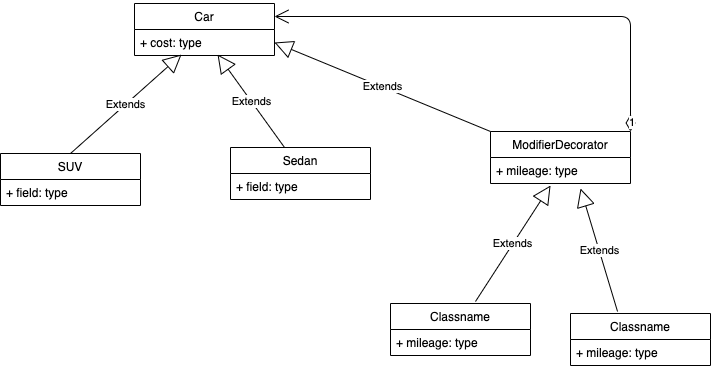 Car
+ cost: type
Extends
Extends
Extends
1
ModifierDecorator
+ mileage: type
SUV
+ field: type
Sedan
+ field: type
Extends
Extends
Classname
+ mileage: type
Classname
+ mileage: type